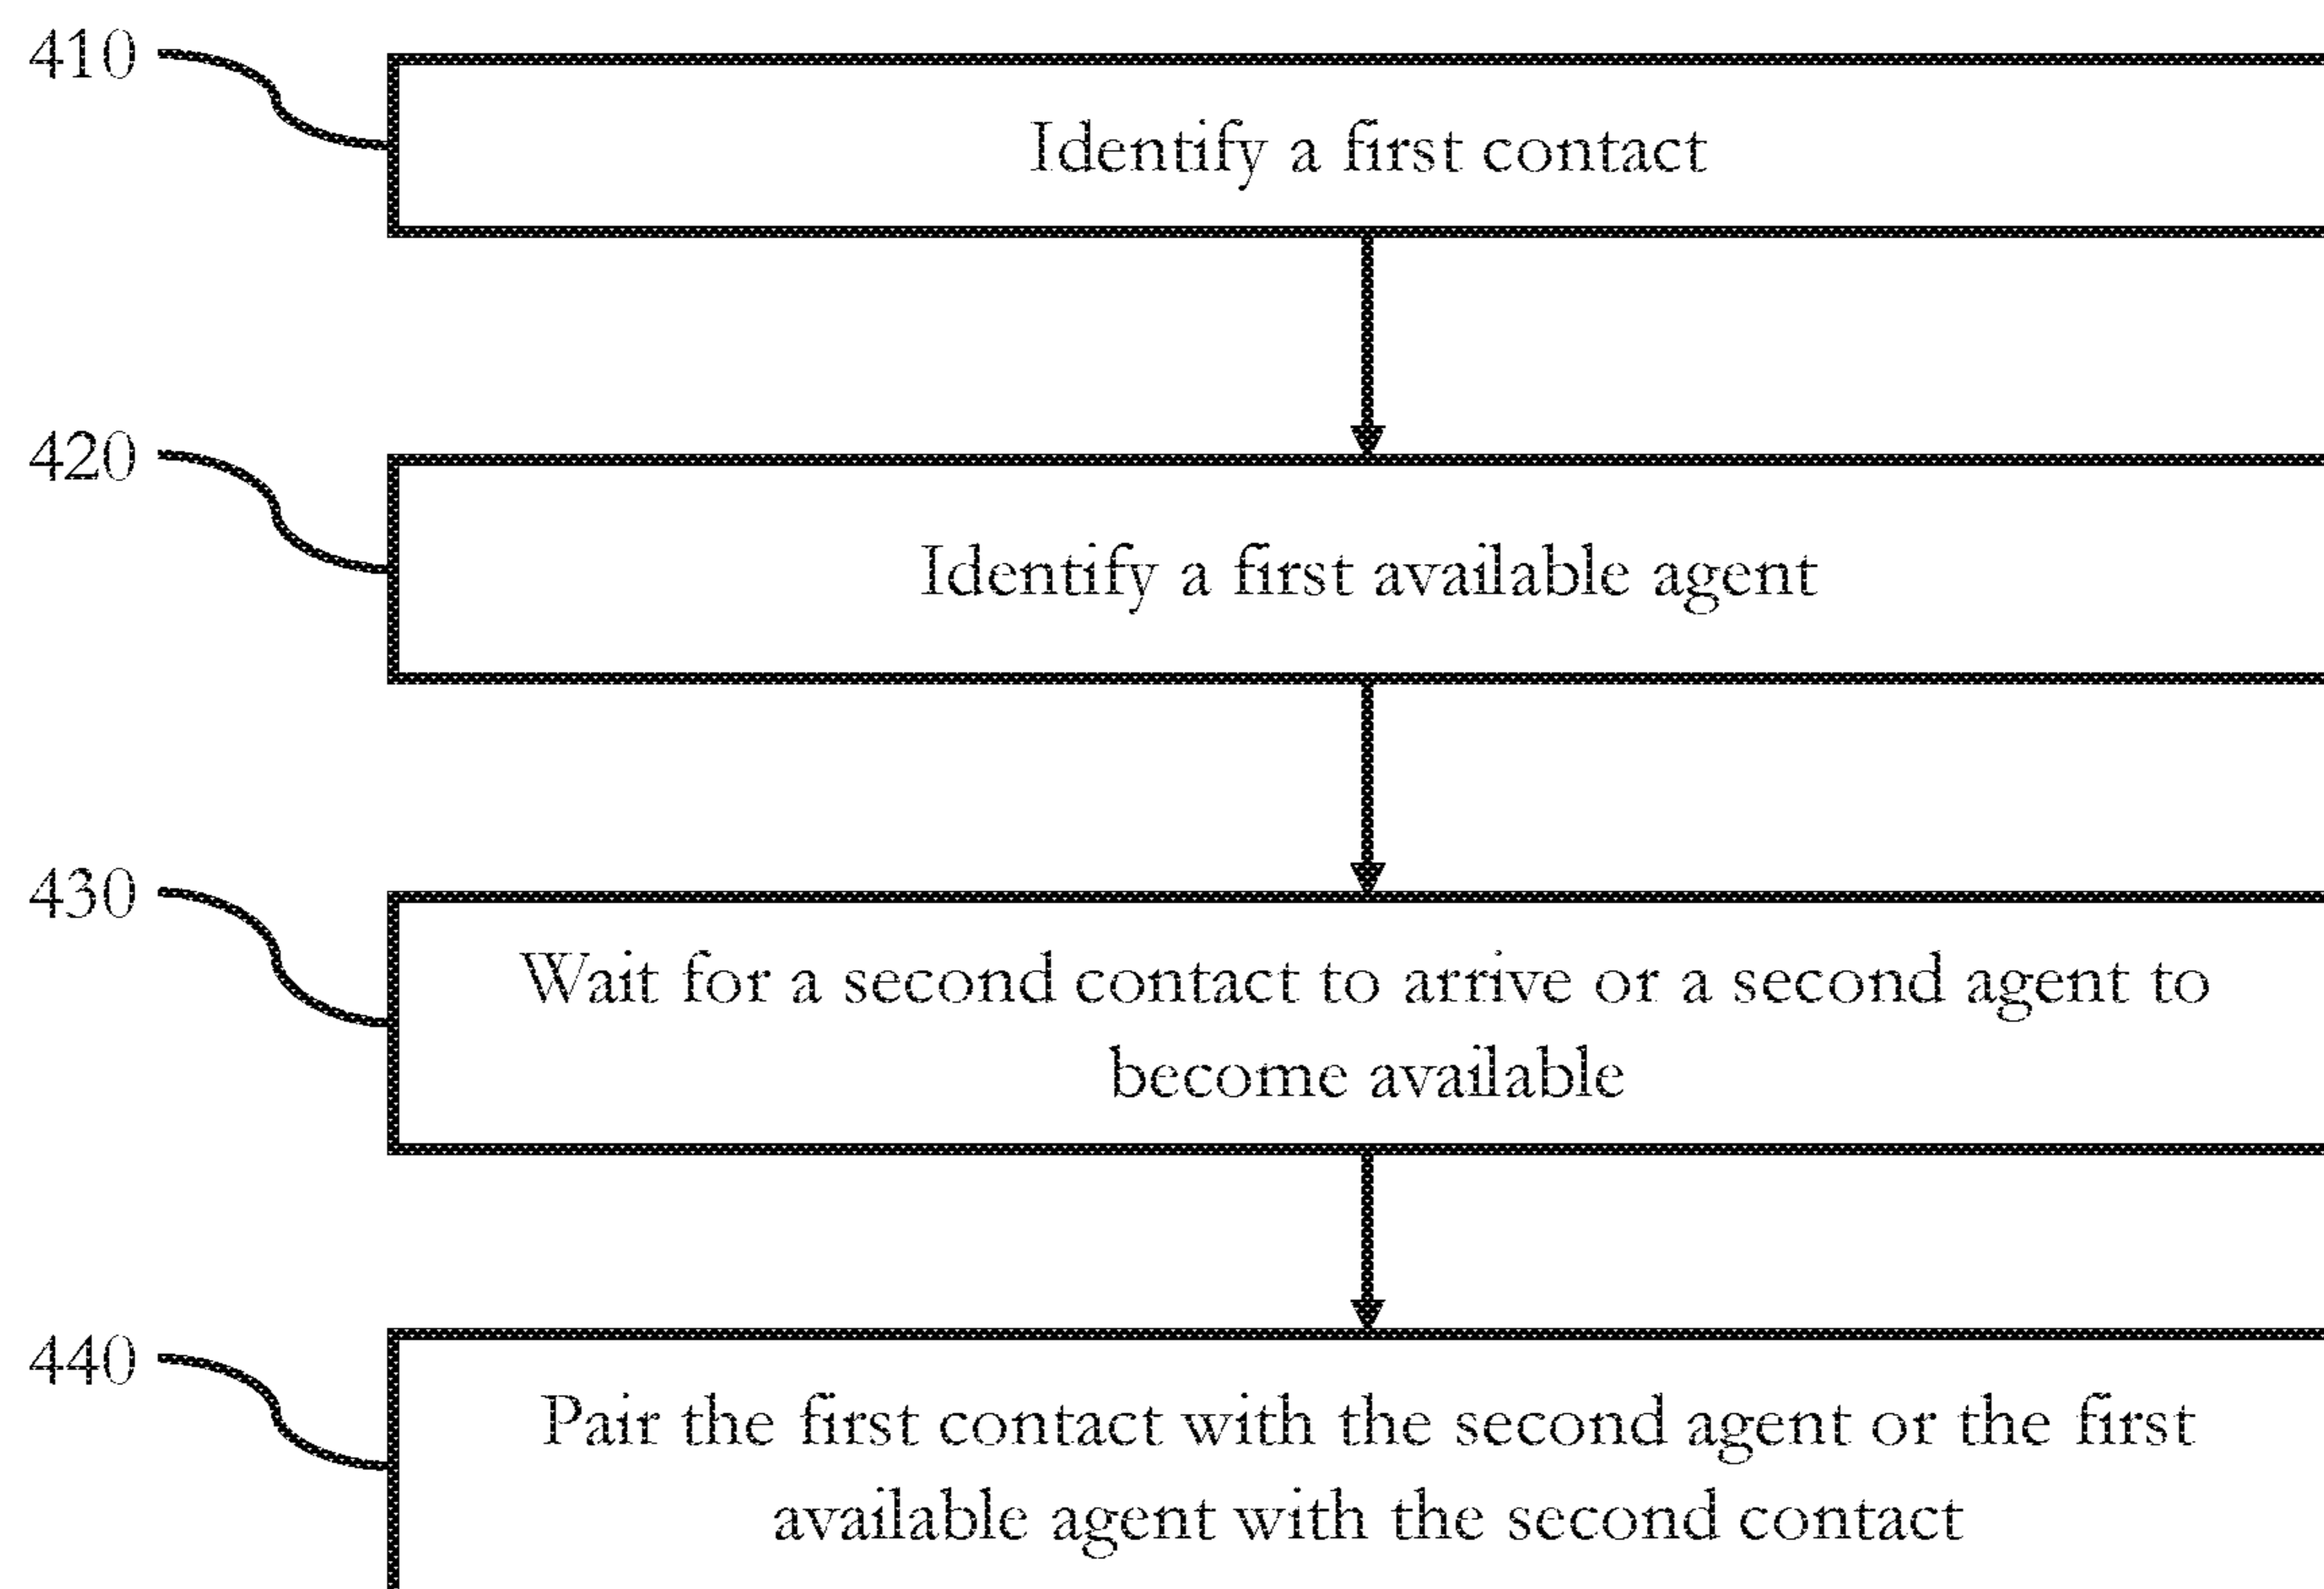 410
Identify a first contact
420
Identify a first available agent
430
Wait for a second contact to arrive or a second agent to
become available
440
Pair the first contact with the second agent or the first
available agent with the second contact